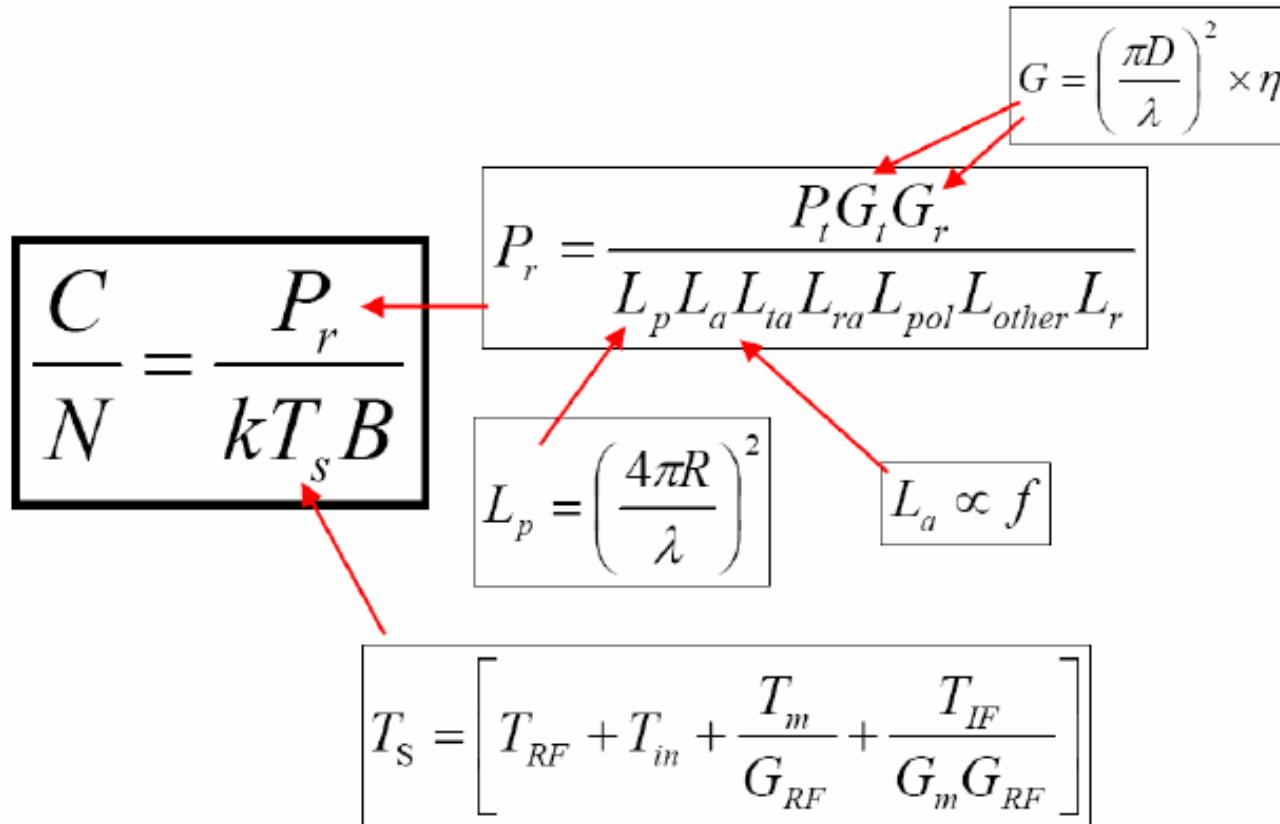 G = (πD/λ)² × η
P_r = P_t G_t G_r / L_p L_a L_ta L_ra L_pol L_other L_r
C/N = P_r / kT_s B
L_p = (4πR/λ)²
L_a ∝ f
T_S = [T_RF + T_in + T_m/G_RF + T_IF/G_m G_RF]